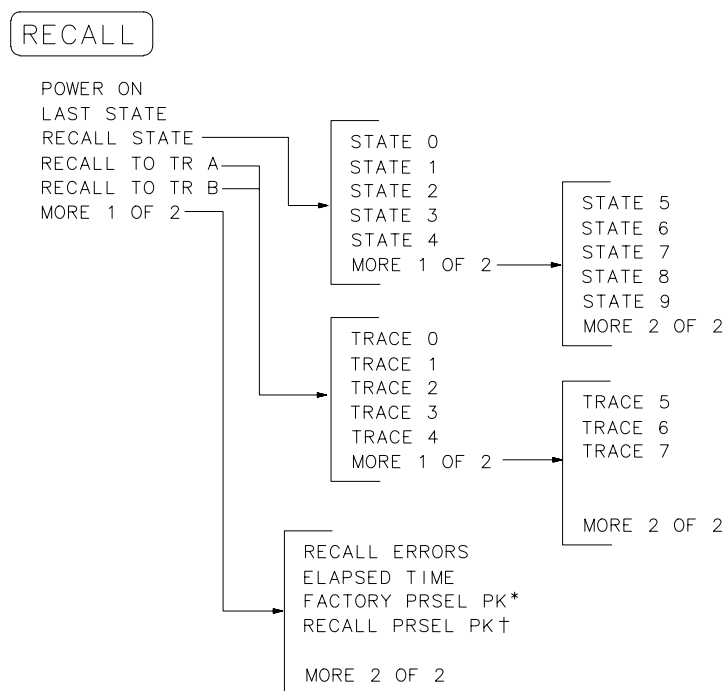 RECALL
POWER ON
LAST STATE
RECALL STATE
RECALL TO TR A
RECALL TO TR B
MORE 1 OF 2
STATE 0
STATE 1
STATE 2
STATE 3
STATE 4
MORE 1 OF 2
STATE 5
STATE 6
STATE 7
STATE 8
STATE 9
MORE 2 OF 2
TRACE 0
TRACE 1
TRACE 2
TRACE 3
TRACE 4
MORE 1 OF 2
TRACE 5
TRACE 6
TRACE 7
MORE 2 OF 2
RECALL ERRORS
ELAPSED TIME
FACTORY PRSEL PK*
RECALL PRSEL PK†
MORE 2 OF 2